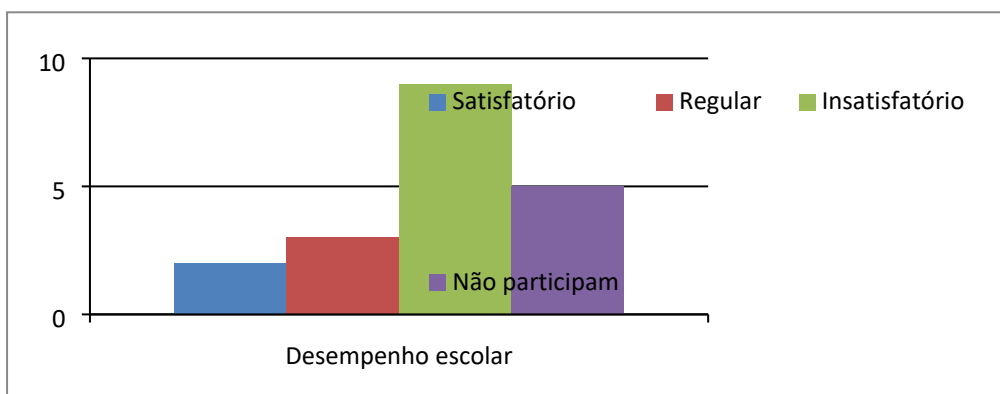 10
Satisfatório Regular Insatisfatório
5
Não participam
0
Desempenho escolar